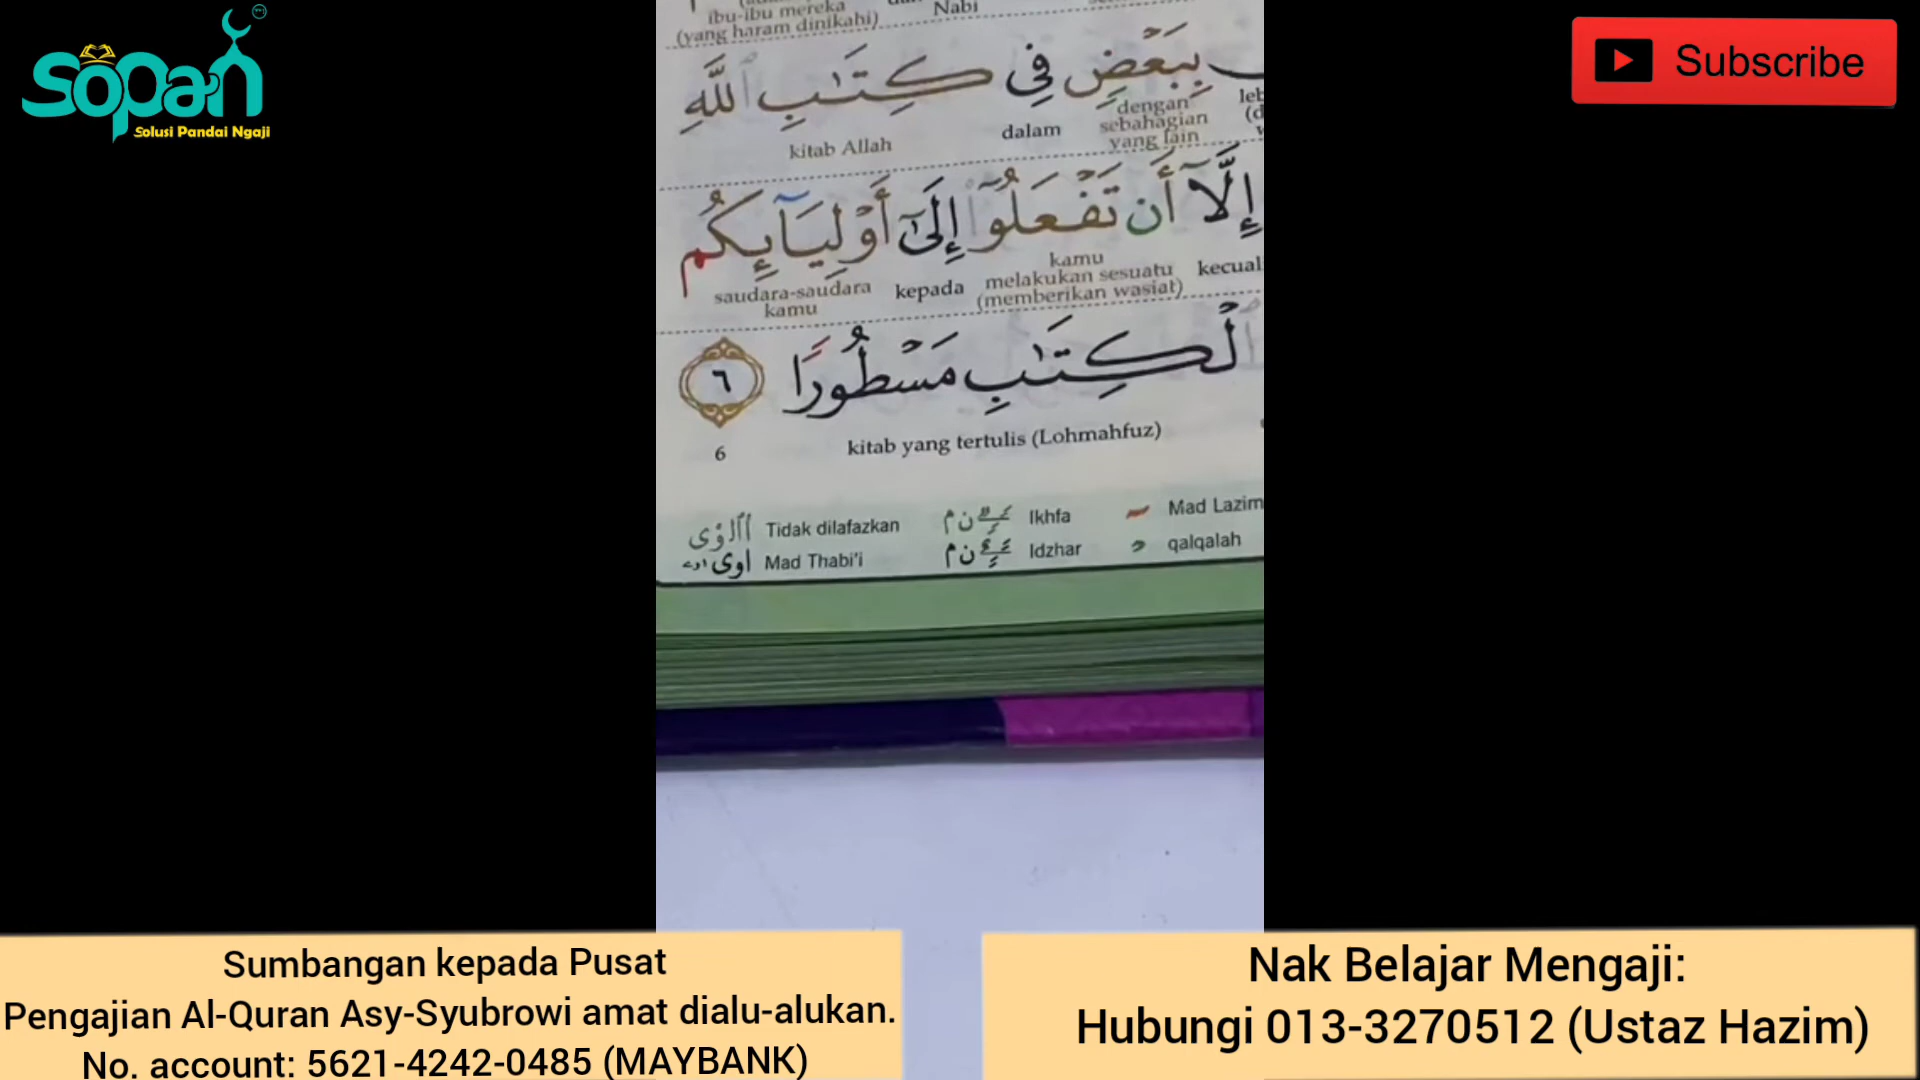 SOPAN
Solusi Pandai Ngaji
Subscribe
ibu-ibu mereka
Nabi
(yang haram dinikahi)
بِبَعْضٍ فِي كِتَٰبِ ٱللَّهِ
dengan sebahagian yang lain
dalam
kitab Allah
إِلَّآ أَن تَفْعَلُوٓا۟ إِلَىٰٓ أَوْلِيَآئِكُم
kamu melakukan sesuatu (memberikan wasiat)
kepada
saudara-saudara kamu
ٱلْكِتَٰبِ مَسْطُورًا ٦
kitab yang tertulis (Lohmahfuz)
6
Tidak dilafazkan
Ikhfa
Mad Lazim
Mad Thabi'i
Idzhar
qalqalah
Sumbangan kepada Pusat
Pengajian Al-Quran Asy-Syubrowi amat dialu-alukan.
No. account: 5621-4242-0485 (MAYBANK)
Nak Belajar Mengaji:
Hubungi 013-3270512 (Ustaz Hazim)